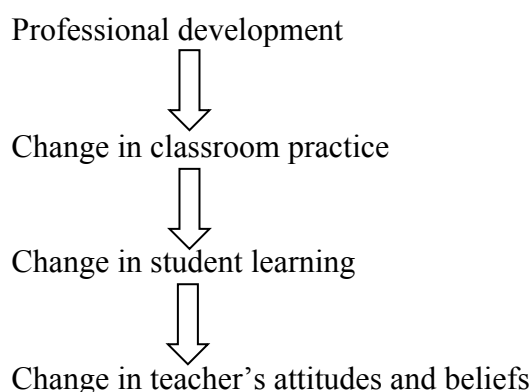 Professional development
Change in classroom practice
Change in student learning
Change in teacher’s attitudes and beliefs